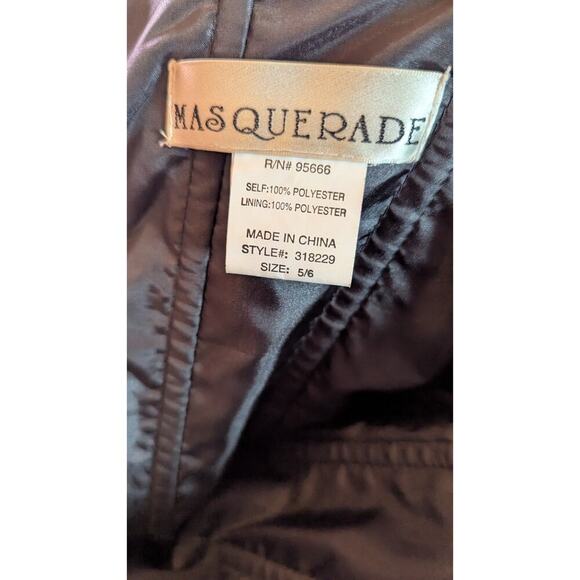 MASQUERADE
R/N# 95666
SELF:100% POLYESTER
LINING:100% POLYESTER
MADE IN CHINA
STYLE#: 318229
SIZE: 5/6